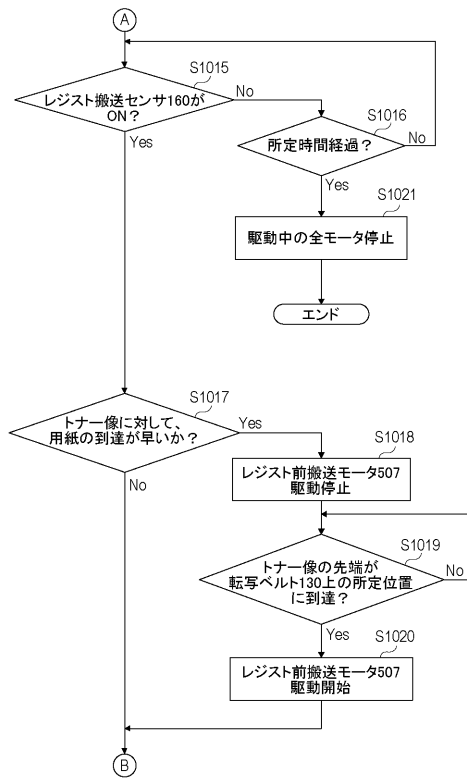 A
S1015
レジスト搬送センサ160が
ON？
No
Yes
S1016
所定時間経過？
No
Yes
S1021
駆動中の全モータ停止
エンド
S1017
トナー像に対して、
用紙の到達が早いか？
Yes
No
S1018
レジスト前搬送モータ507
駆動停止
S1019
トナー像の先端が
転写ベルト130上の所定位置
に到達？
No
Yes
S1020
レジスト前搬送モータ507
駆動開始
B